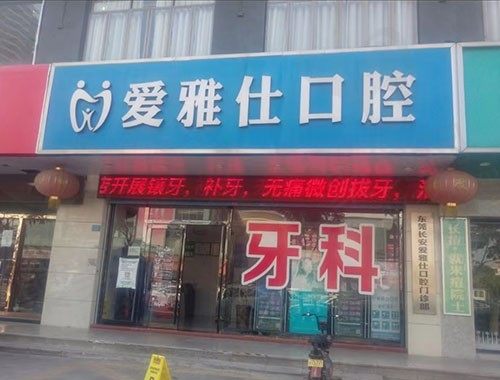 爱雅仕口腔
营开展镶牙，补牙，无痛微创拔牙，
牙科
东莞长安爱雅仕口腔门诊部